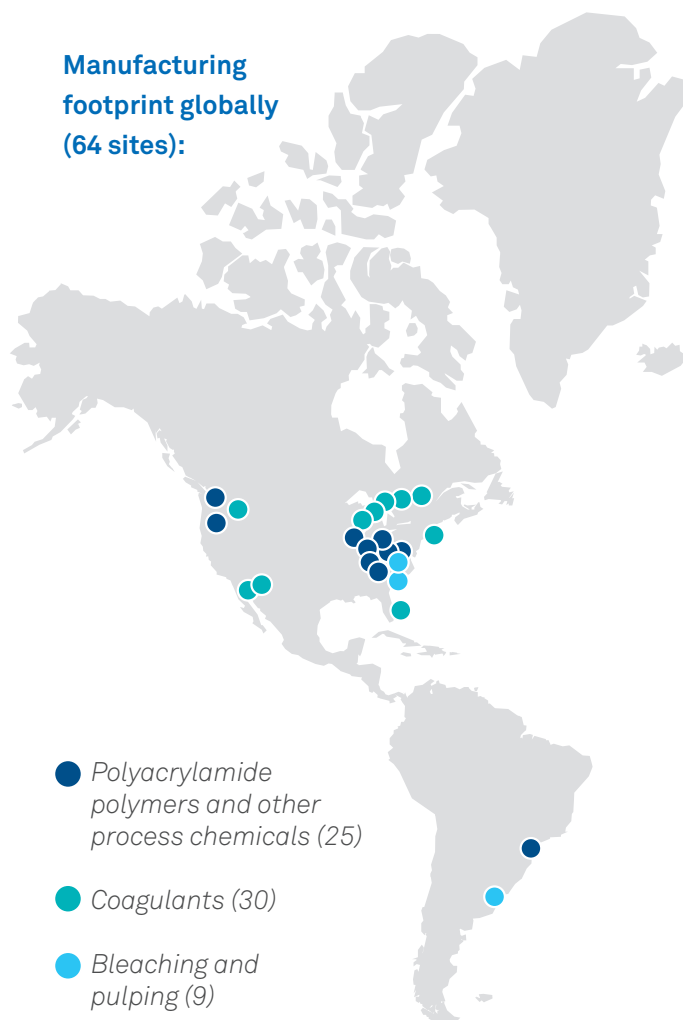 Manufacturing
footprint globally
(64 sites):
Polyacrylamide
polymers and other
process chemicals (25)
Coagulants (30)
Bleaching and
pulping (9)